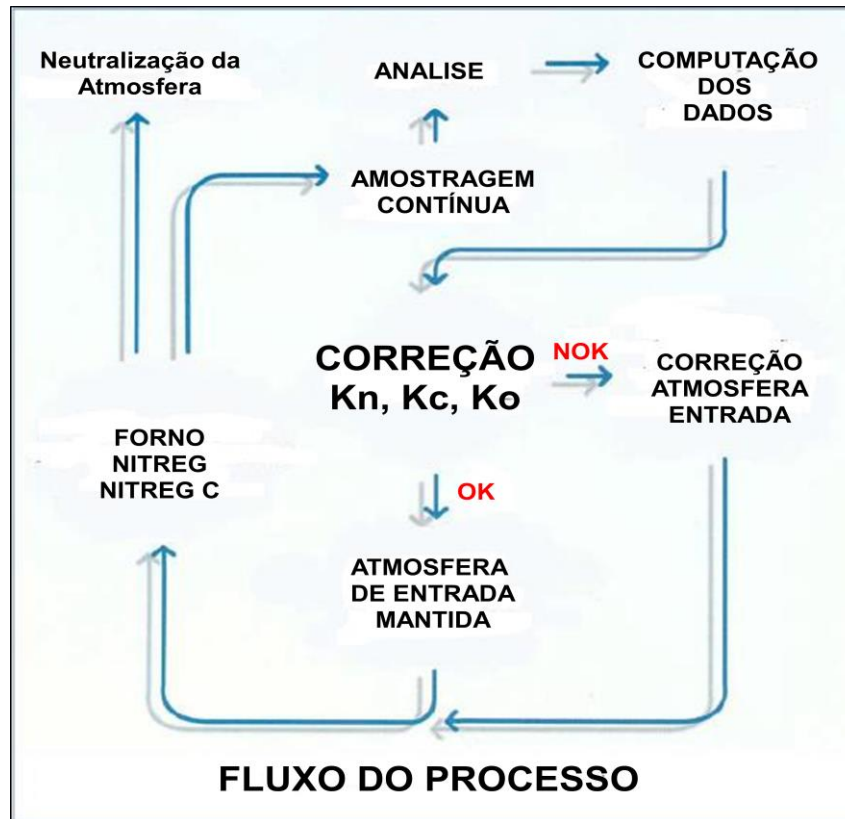 Neutralização da
Atmosfera
ANALISE
COMPUTAÇÃO
DOS
DADOS
AMOSTRAGEM
CONTÍNUA
CORREÇÃO
Kn, Kc, Ko
NOK
CORREÇÃO
ATMOSFERA
ENTRADA
FORNO
NITREG
NITREG C
OK
ATMOSFERA
DE ENTRADA
MANTIDA
FLUXO DO PROCESSO